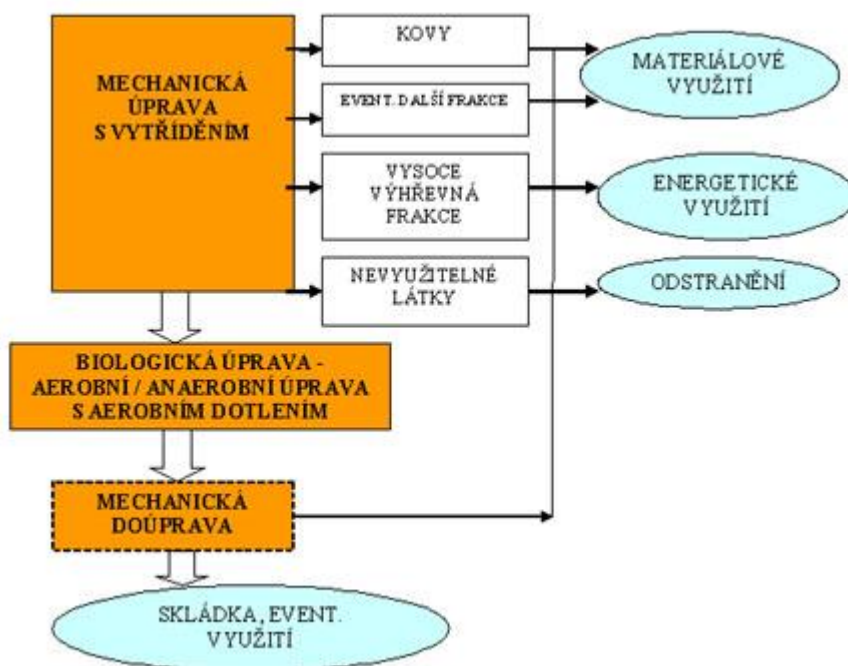 MECHANICKÁ
ÚPRAVA
S VYTŘÍDĚNÍM
KOVY
EVENT. DALŠÍ FRAKCE
VYSOCE
VÝHŘEVNÁ
FRAKCE
NEVYUŽITELNÉ
LÁTKY
MATERIÁLOVÉ
VYUŽITÍ
ENERGETICKÉ
VYUŽITÍ
ODSTRANĚNÍ
BIOLOGICKÁ ÚPRAVA -
AEROBNÍ / ANAEROBNÍ ÚPRAVA
S AEROBNÍM DOTLENÍM
MECHANICKÁ
DOÚPRAVA
SKLÁDKA, EVENT.
VYUŽITÍ